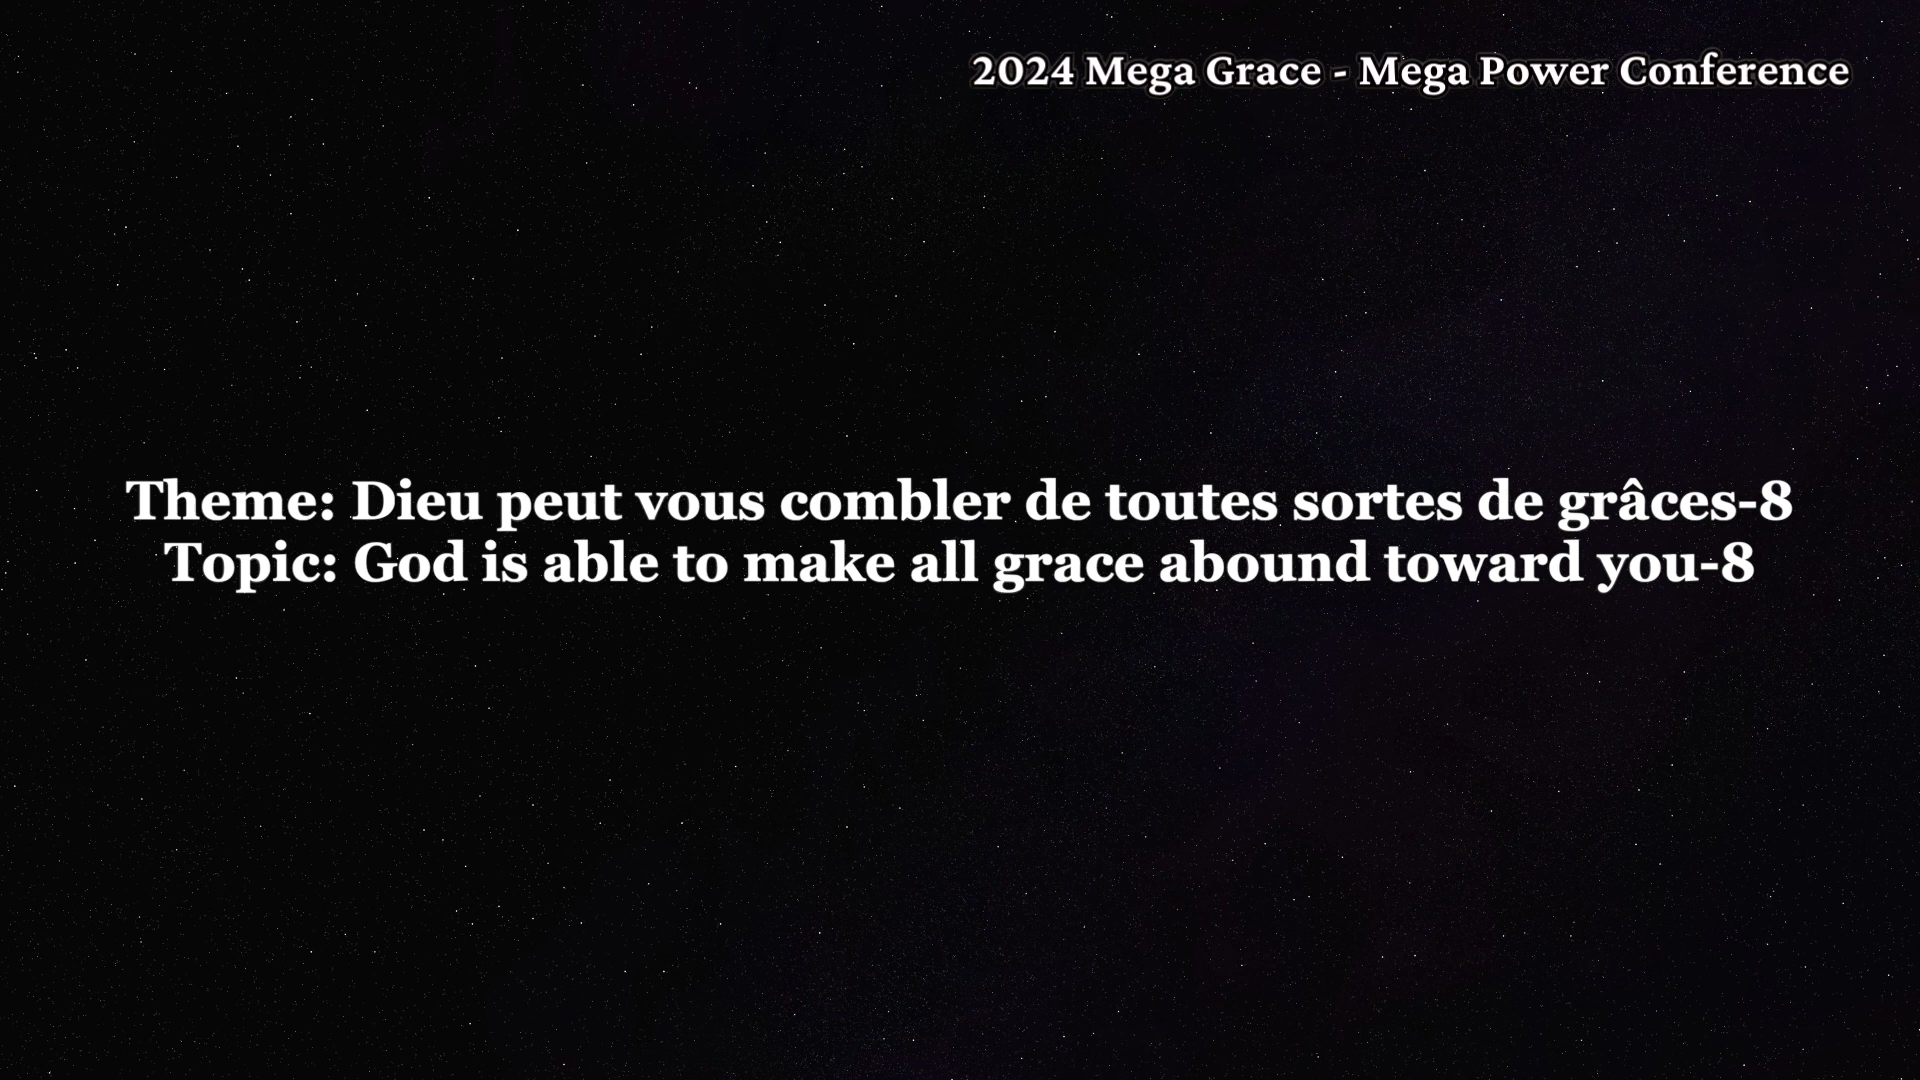 2024 Mega Grace - Mega Power Conference
Theme: Dieu peut vous combler de toutes sortes de grâces-8
Topic: God is able to make all grace abound toward you-8